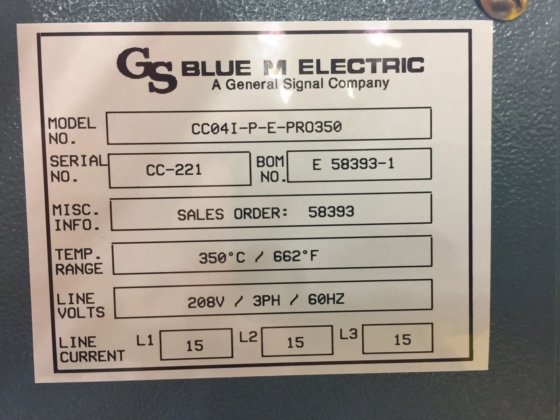 GS BLUE M ELECTRIC
A General Signal Company
MODEL NO. CC04I-P-E-PRO350
SERIAL NO. CC-221 BOM NO. E 58393-1
MISC. INFO. SALES ORDER: 58393
TEMP. RANGE 350°C / 662°F
LINE VOLTS 208V / 3PH / 60HZ
LINE CURRENT L1 15 L2 15 L3 15